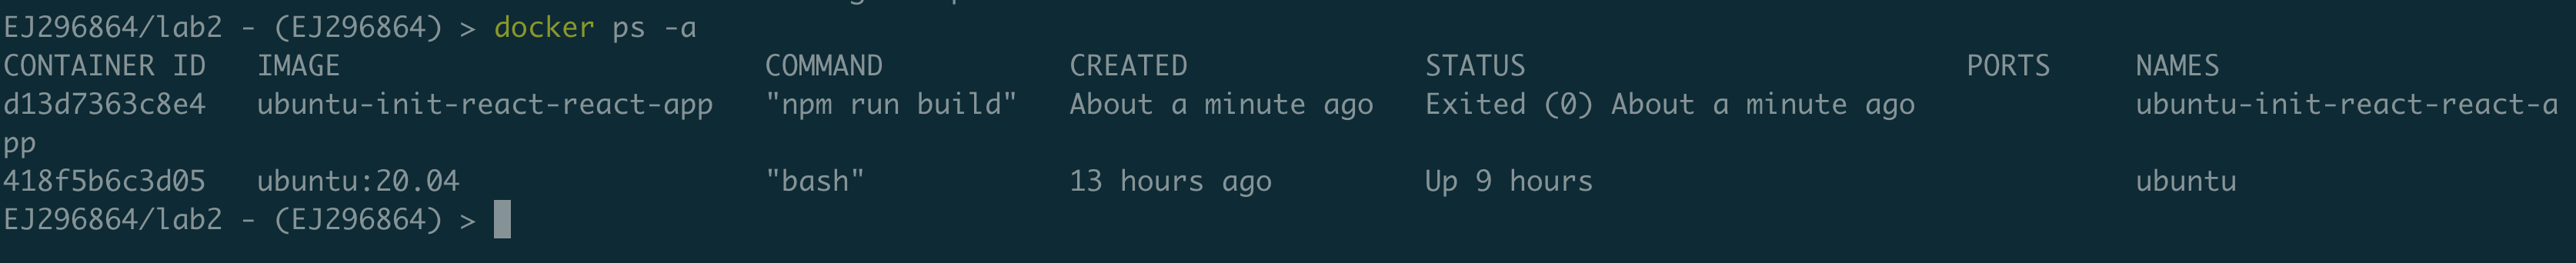 EJ296864/lab2 - (EJ296864) > docker ps -a
CONTAINER ID   IMAGE                         COMMAND           CREATED              STATUS                          PORTS     NAMES
d13d7363c8e4   ubuntu-init-react-react-app   "npm run build"   About a minute ago   Exited (0) About a minute ago             ubuntu-init-react-react-a
pp
418f5b6c3d05   ubuntu:20.04                  "bash"            13 hours ago         Up 9 hours                                ubuntu
EJ296864/lab2 - (EJ296864) >